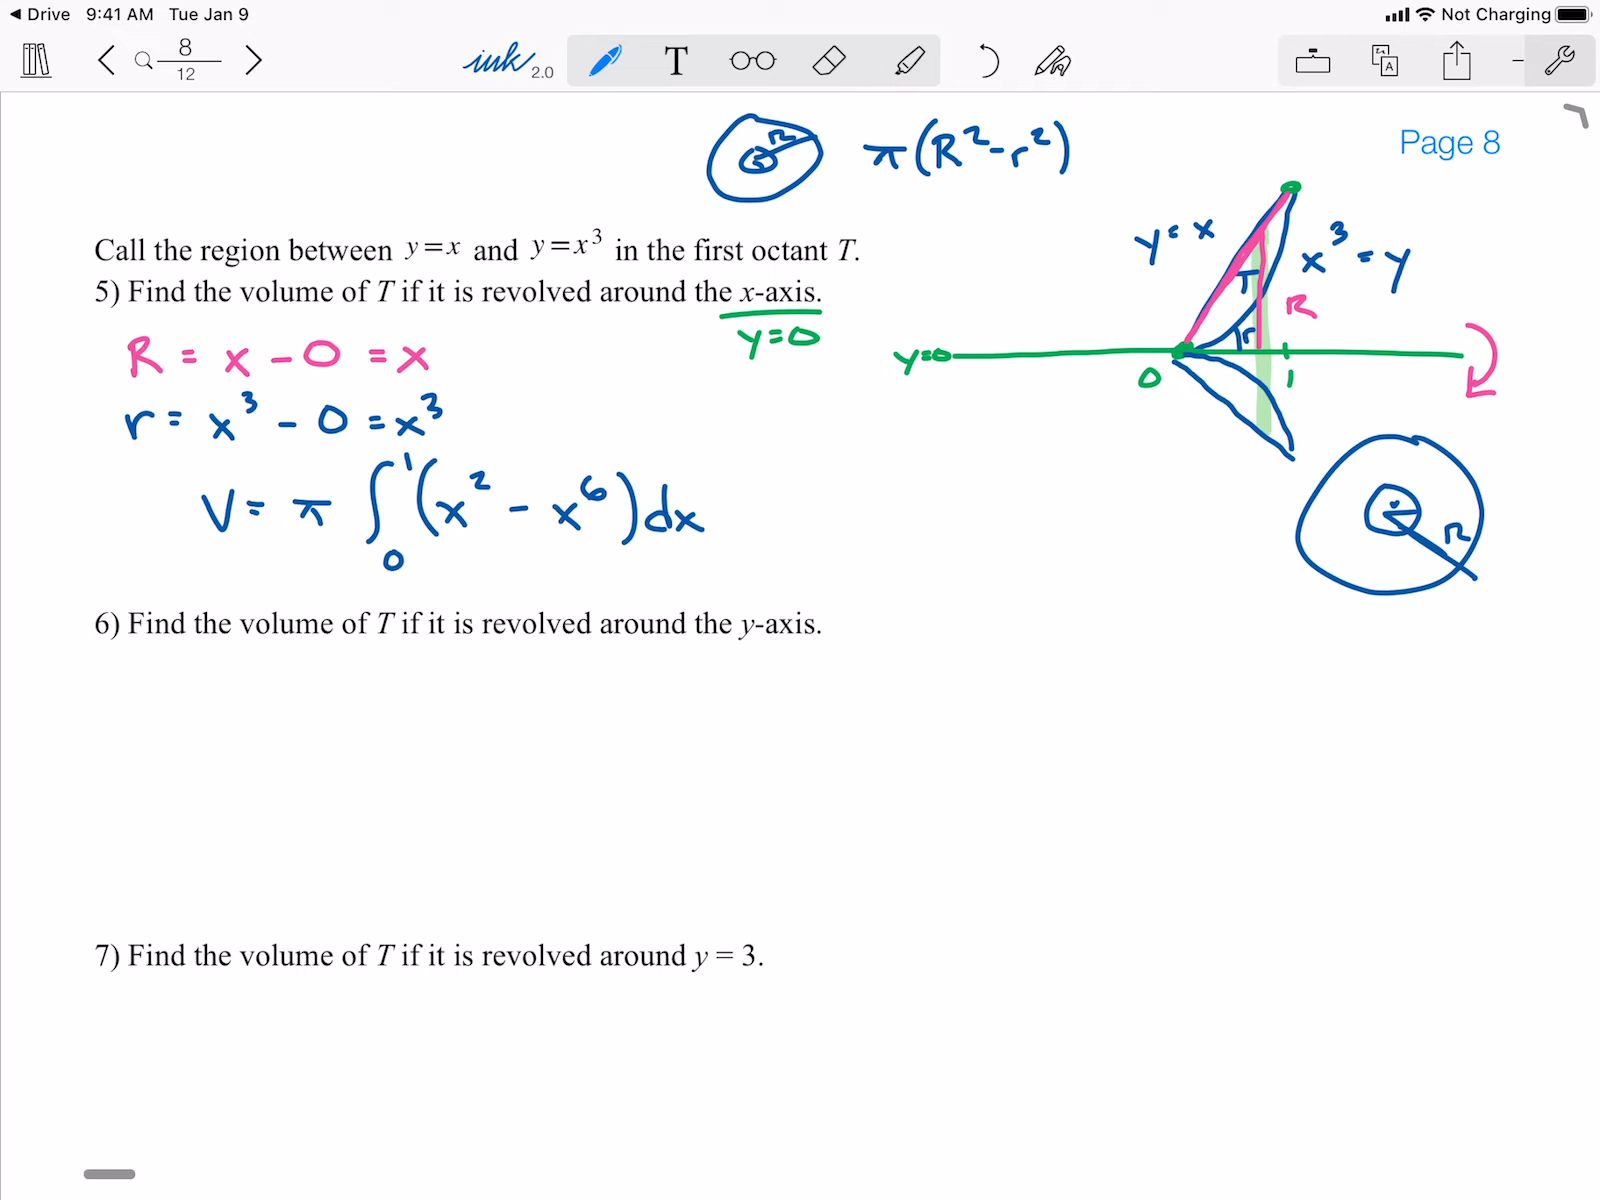 ◀ Drive 9:41 AM Tue Jan 9 Not Charging
8
12
ink 2.0 T A
R π(R²-r²) Page 8
Call the region between y=x and y=x³ in the first octant T.
5) Find the volume of T if it is revolved around the x-axis.
y=0
R = x - 0 = x
r = x³ - 0 = x³
V = π ∫₀¹ (x² - x⁶) dx
y=x
x³=y
T
R
r
y=0
0
1
r
R
6) Find the volume of T if it is revolved around the y-axis.
7) Find the volume of T if it is revolved around y = 3.